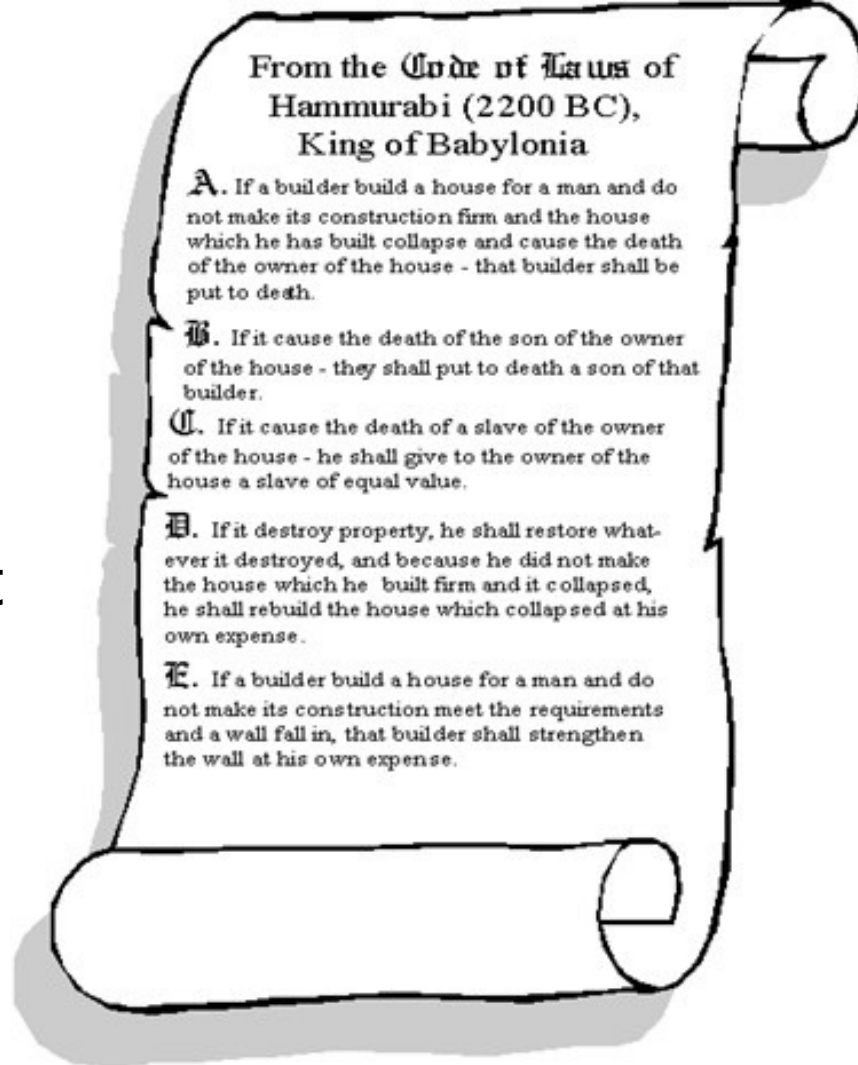 From the Code of Laws of
Hammurabi (2200 BC),
King of Babylonia
A. If a builder build a house for a man and do
not make its construction firm and the house
which he has built collapse and cause the death
of the owner of the house - that builder shall be
put to death.
B. If it cause the death of the son of the owner
of the house - they shall put to death a son of that
builder.
C. If it cause the death of a slave of the owner
of the house - he shall give to the owner of the
house a slave of equal value.
D. If it destroy property, he shall restore what-
ever it destroyed, and because he did not make
the house which he built firm and it collapsed,
he shall rebuild the house which collapsed at his
own expense.
E. If a builder build a house for a man and do
not make its construction meet the requirements
and a wall fall in, that builder shall strengthen
the wall at his own expense.